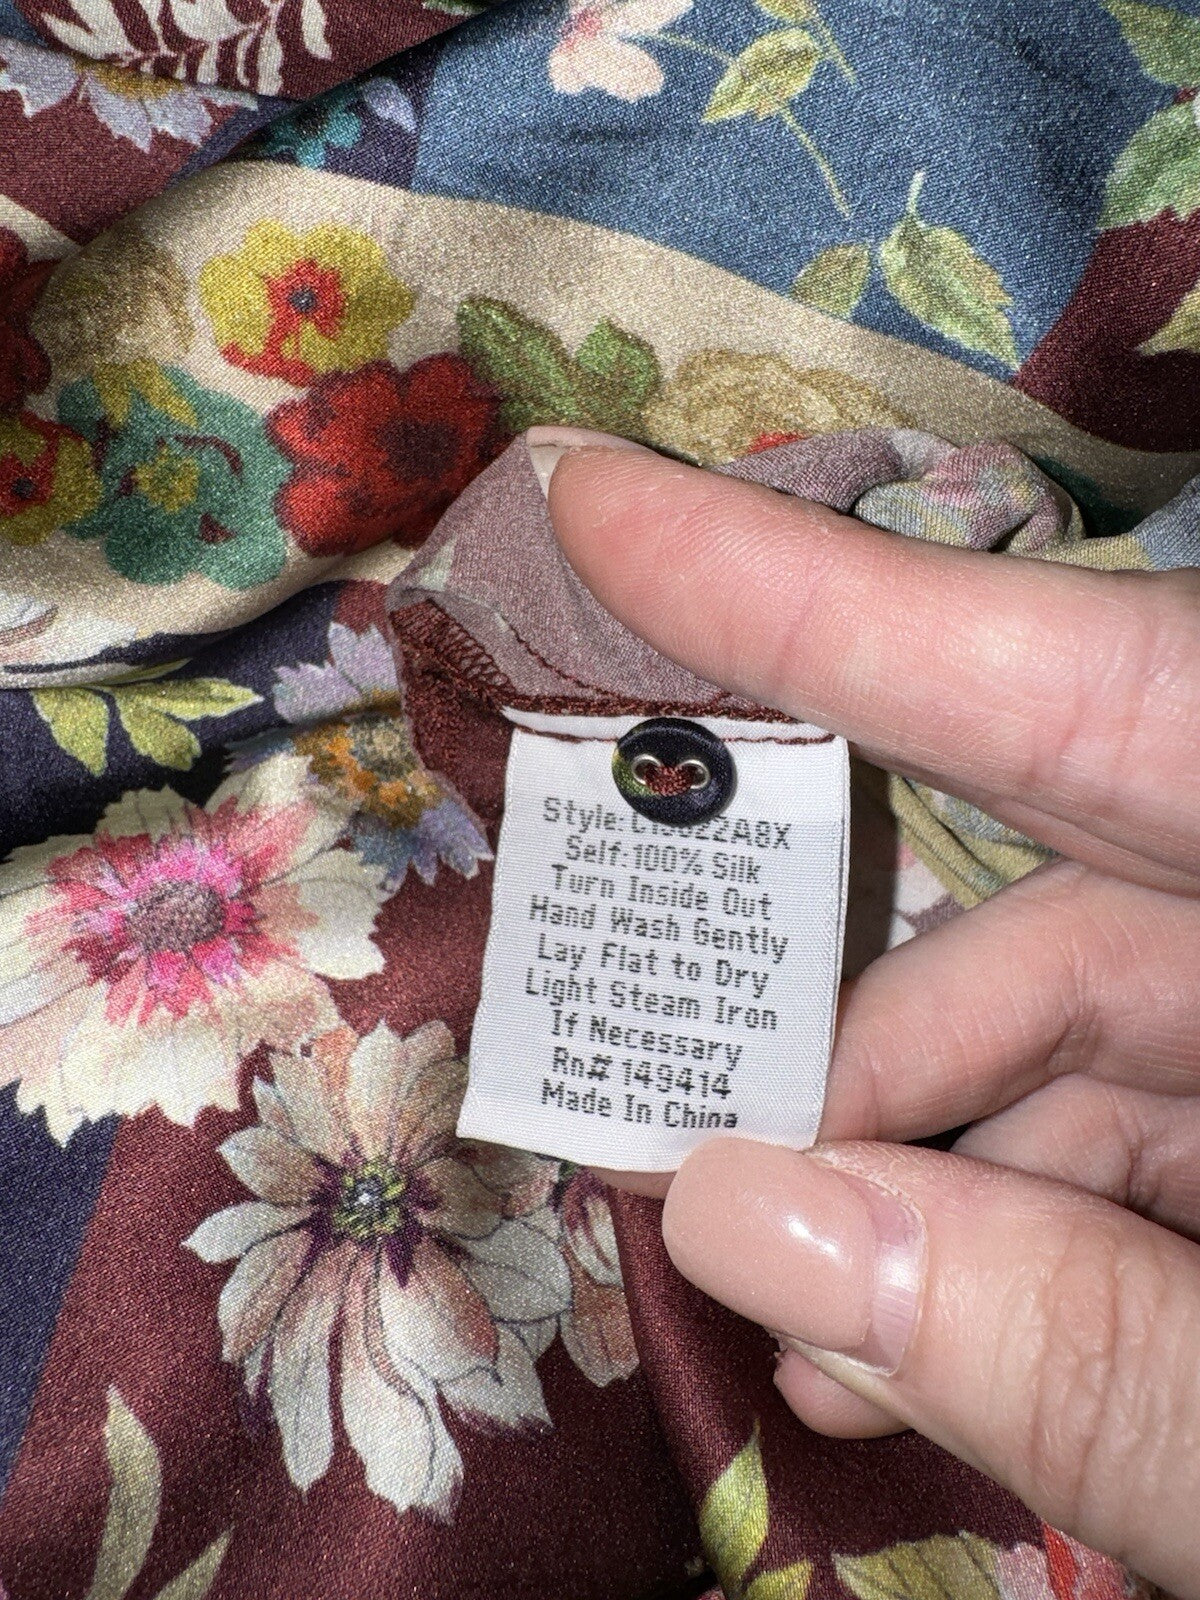 Style:
Self:100% Silk
Turn Inside Out
Hand Wash Gently
Lay Flat to Dry
Light Steam Iron
If Necessary
Rn# 149414
Made In China